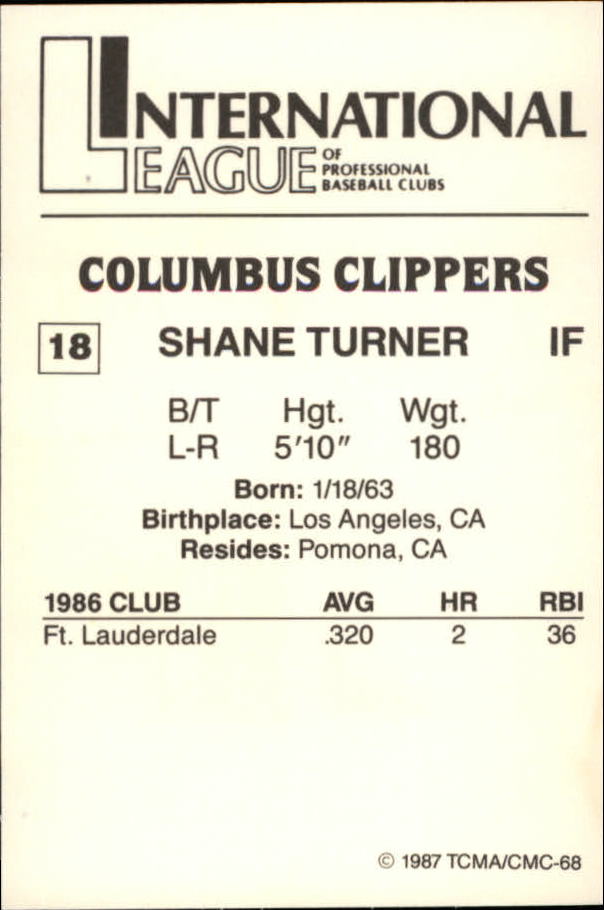 INTERNATIONAL
LEAGUE OF PROFESSIONAL BASEBALL CLUBS
COLUMBUS CLIPPERS
18 SHANE TURNER IF
B/T Hgt. Wgt.
L-R 5'10" 180
Born: 1/18/63
Birthplace: Los Angeles, CA
Resides: Pomona, CA
1986 CLUB AVG HR RBI
Ft. Lauderdale .320 2 36
© 1987 TCMA/CMC-68